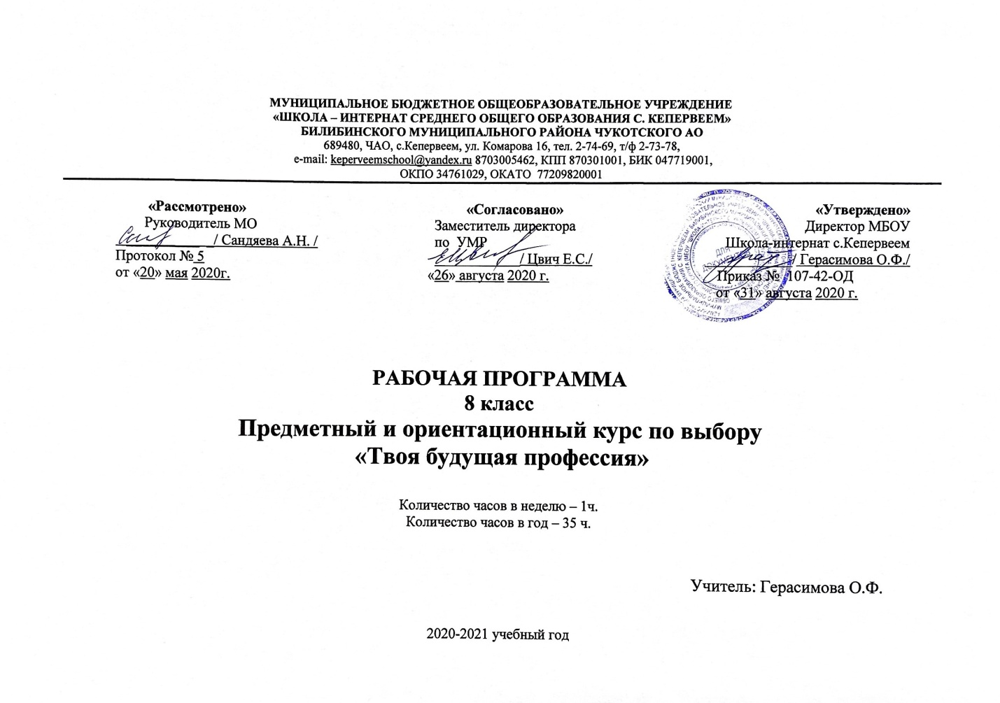 МУНИЦИПАЛЬНОЕ БЮДЖЕТНОЕ ОБЩЕОБРАЗОВАТЕЛЬНОЕ УЧРЕЖДЕНИЕ
«ШКОЛА – ИНТЕРНАТ СРЕДНЕГО ОБЩЕГО ОБРАЗОВАНИЯ С. КЕПЕРВЕЕМ»
БИЛИБИНСКОГО МУНИЦИПАЛЬНОГО РАЙОНА ЧУКОТСКОГО АО
689480, ЧАО, с.Кепервеем, ул. Комарова 16, тел. 2-74-69, т/ф 2-73-78,
e-mail: keperveemschool@yandex.ru 8703005462, КПП 870301001, БИК 047719001,
ОКПО 34761029, ОКАТО 77209820001
«Рассмотрено»
Руководитель МО
/ Сандяева А.Н. /
Протокол № 5
от «20» мая 2020г.
«Согласовано»
Заместитель директора
по УМР
/ Цвич Е.С./
«26» августа 2020 г.
«Утверждено»
Директор МБОУ
Школа-интернат с.Кепервеем
/ Герасимова О.Ф./
Приказ № 107-42-ОД
от «31» августа 2020 г.
ДЛЯ
ДОКУМЕНТОВ
РАБОЧАЯ ПРОГРАММА
8 класс
Предметный и ориентационный курс по выбору
«Твоя будущая профессия»
Количество часов в неделю – 1ч.
Количество часов в год – 35 ч.
Учитель: Герасимова О.Ф.
2020-2021 учебный год